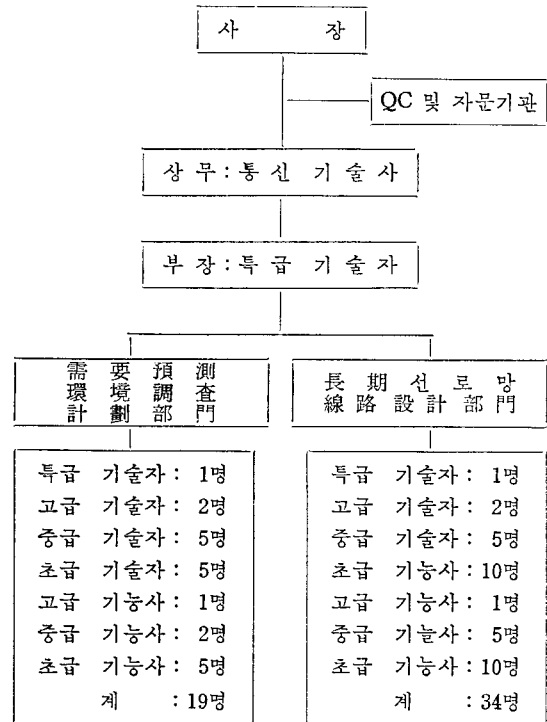 사 장
QC 및 자문기관
상무:통신 기술사
부장:특급 기술자
需要預測
環境調査
計劃部門
長期선로망
線路設計部門
특급 기술자: 1명
고급 기술자: 2명
중급 기술자: 5명
초급 기술자: 5명
고급 기능사: 1명
중급 기능사: 2명
초급 기능사: 5명
계 :19명
특급 기술자: 1명
고급 기술자: 2명
중급 기술자: 5명
초급 기능사:10명
고급 기능사: 1명
중급 기늘사: 5명
초급 기능사:10명
계 :34명